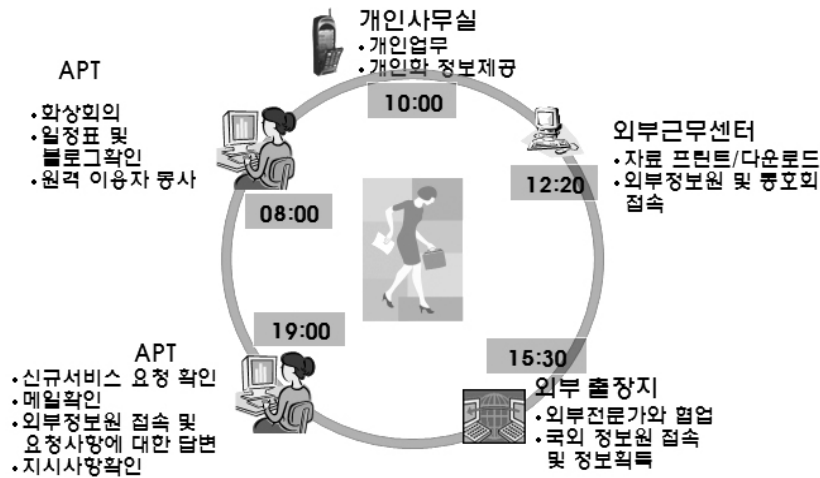 개인사무실
• 개인업무
• 개인화 정보제공
10:00
APT
• 화상회의
• 일정표 및
블로그확인
• 원격 이용자 봉사
08:00
외부근무센터
• 자료 프린트/다운로드
• 외부정보원 및 동호회
접속
12:20
15:30
외부 출장지
• 외부전문가와 협업
• 국외 정보원 접속
및 정보획득
19:00
APT
• 신규서비스 요청 확인
• 메일확인
• 외부정보원 접속 및
요청사항에 대한 답변
• 지시사항확인